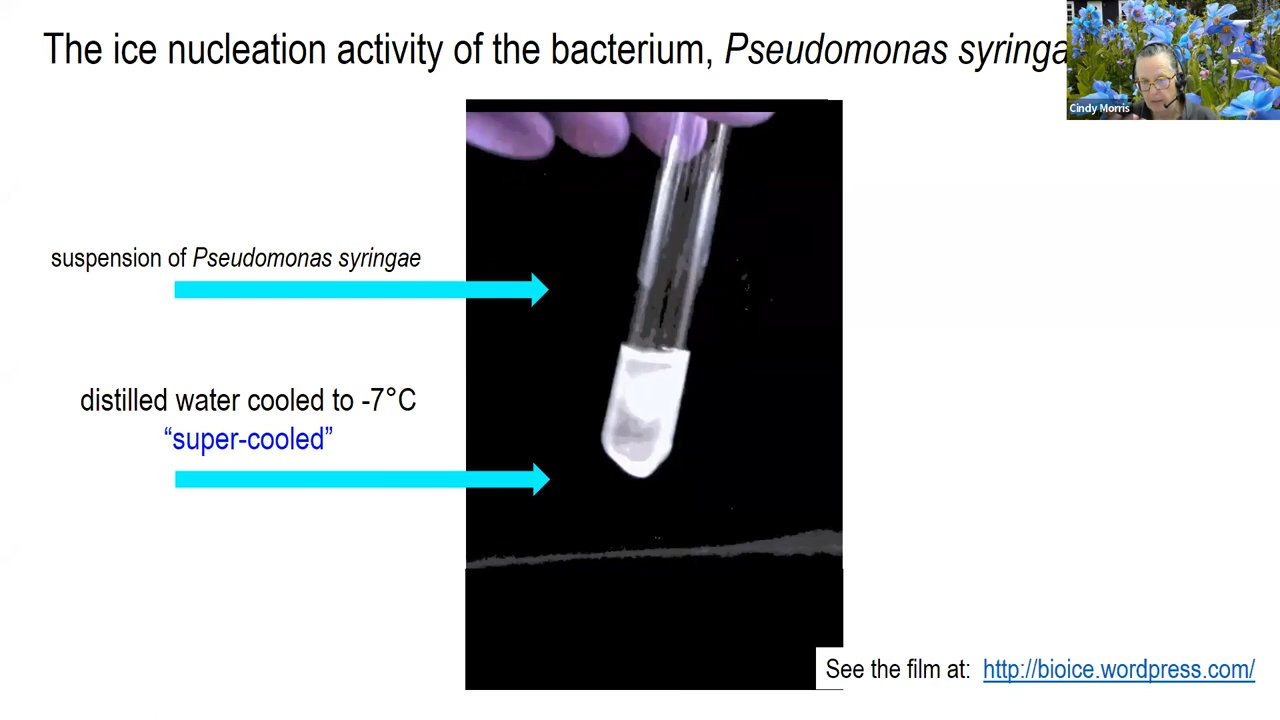 The ice nucleation activity of the bacterium, Pseudomonas syringa
Cindy Morris
suspension of Pseudomonas syringae
distilled water cooled to -7°C
“super-cooled”
See the film at: http://bioice.wordpress.com/